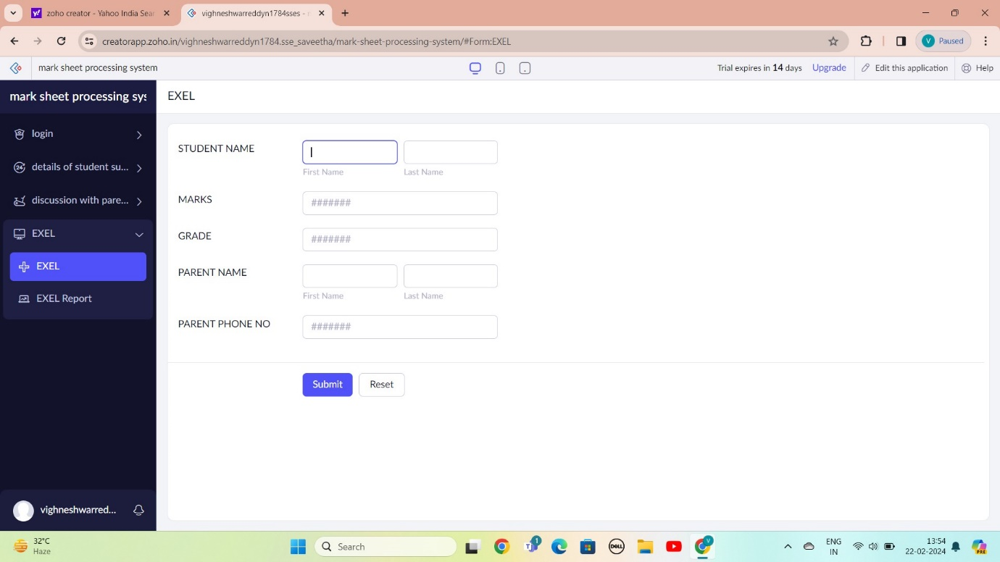 zoho creator - Yahoo India Sear
vighneshwarreddyn1784sses - n
creatorapp.zoho.in/vighneshwarreddyn1784.sse_saveetha/mark-sheet-processing-system/#Form:EXEL
V Paused
mark sheet processing system
Trial expires in 14 days Upgrade
Edit this application
Help
mark sheet processing sys
EXEL
login
details of student su...
discussion with pare...
EXEL
EXEL
EXEL Report
STUDENT NAME
First Name Last Name
MARKS #######
GRADE #######
PARENT NAME
First Name Last Name
PARENT PHONE NO #######
Submit Reset
vighneshwarred...
32°C
Haze
Search
1
DELL
V
ENG
IN
13:54
22-02-2024
PRE